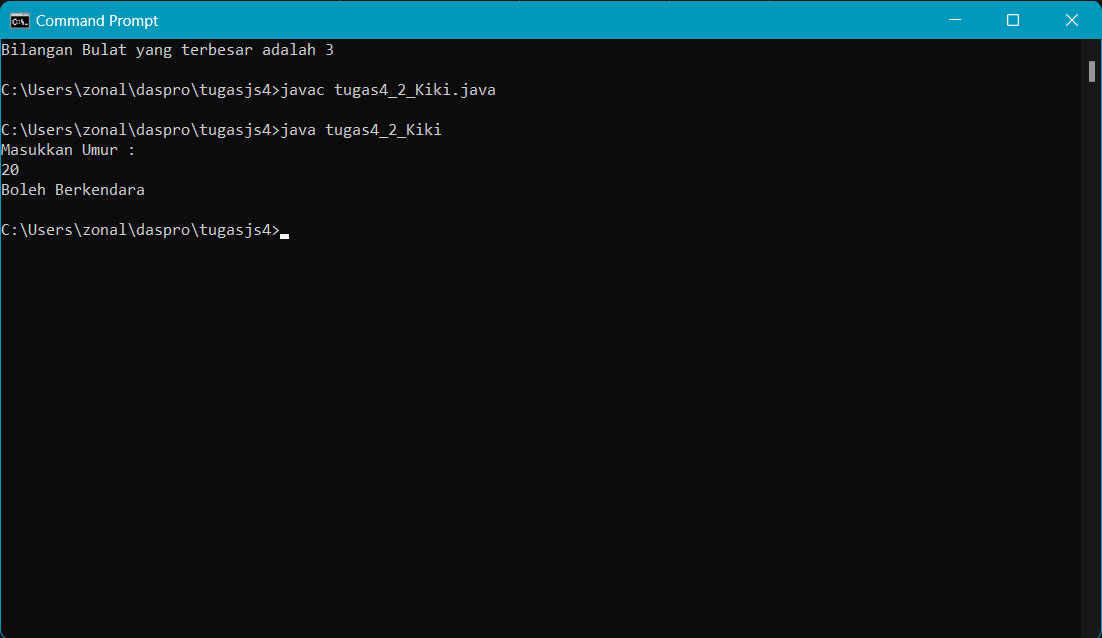 Command Prompt
Bilangan Bulat yang terbesar adalah 3
C:\Users\zonal\daspro\tugasjs4>javac tugas4_2_Kiki.java
C:\Users\zonal\daspro\tugasjs4>java tugas4_2_Kiki
Masukkan Umur :
20
Boleh Berkendara
C:\Users\zonal\daspro\tugasjs4>